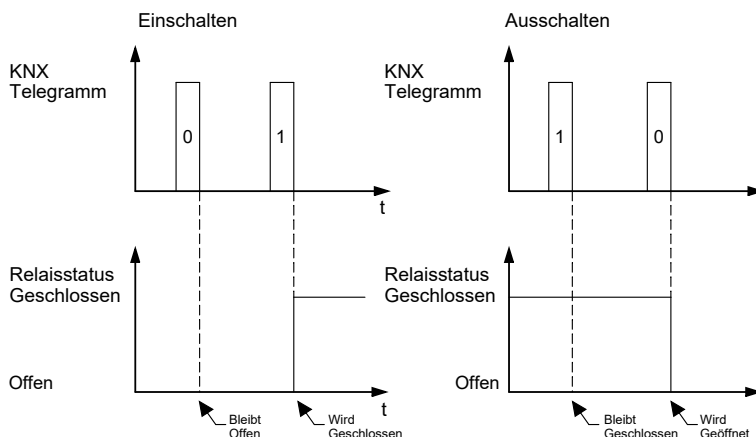 Einschalten
KNX
Telegramm
0
1
t
Relaisstatus
Geschlossen
Offen
t
Bleibt
Offen
Wird
Geschlossen
Ausschalten
KNX
Telegramm
1
0
Relaisstatus
Geschlossen
Offen
Bleibt
Geschlossen
Wird
Geöffnet